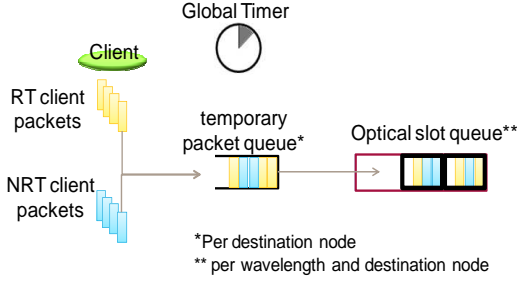 Global Timer
Client
RT client
packets
temporary
packet queue*
Optical slot queue**
NRT client
packets
*Per destination node
** per wavelength and destination node